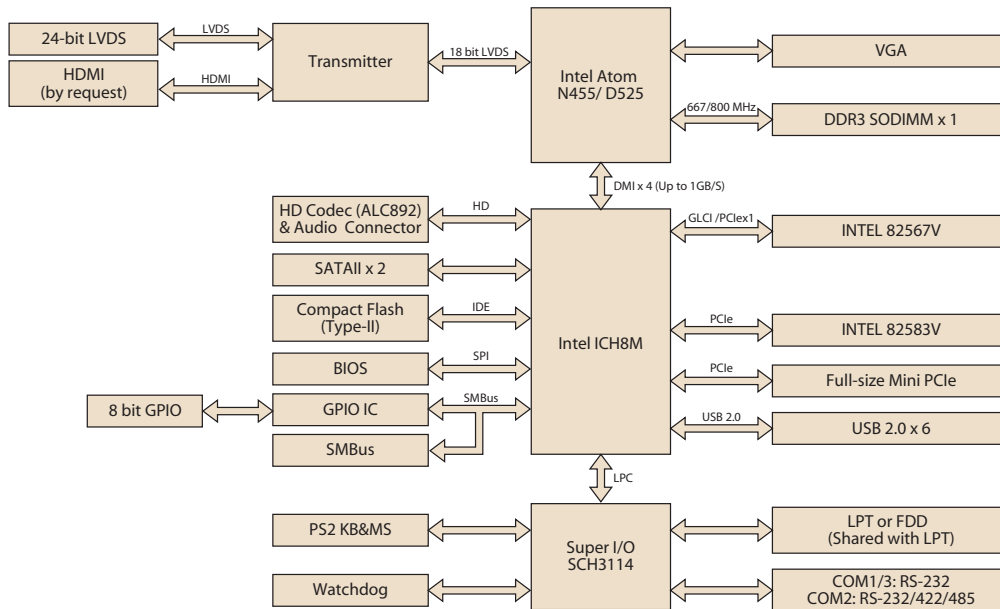 24-bit LVDS
LVDS
HDMI
(by request)
HDMI
Transmitter
18 bit LVDS
Intel Atom
N455/ D525
VGA
667/800 MHz
DDR3 SODIMM x 1
DMI x 4 (Up to 1GB/S)
HD Codec (ALC892)
& Audio Connector
HD
SATAII x 2
Compact Flash
(Type-II)
IDE
BIOS
SPI
8 bit GPIO
GPIO IC
SMBus
SMBus
Intel ICH8M
GLCI /PCIex1
INTEL 82567V
PCIe
INTEL 82583V
PCIe
Full-size Mini PCIe
USB 2.0
USB 2.0 x 6
LPC
PS2 KB&MS
Watchdog
Super I/O
SCH3114
LPT or FDD
(Shared with LPT)
COM1/3: RS-232
COM2: RS-232/422/485